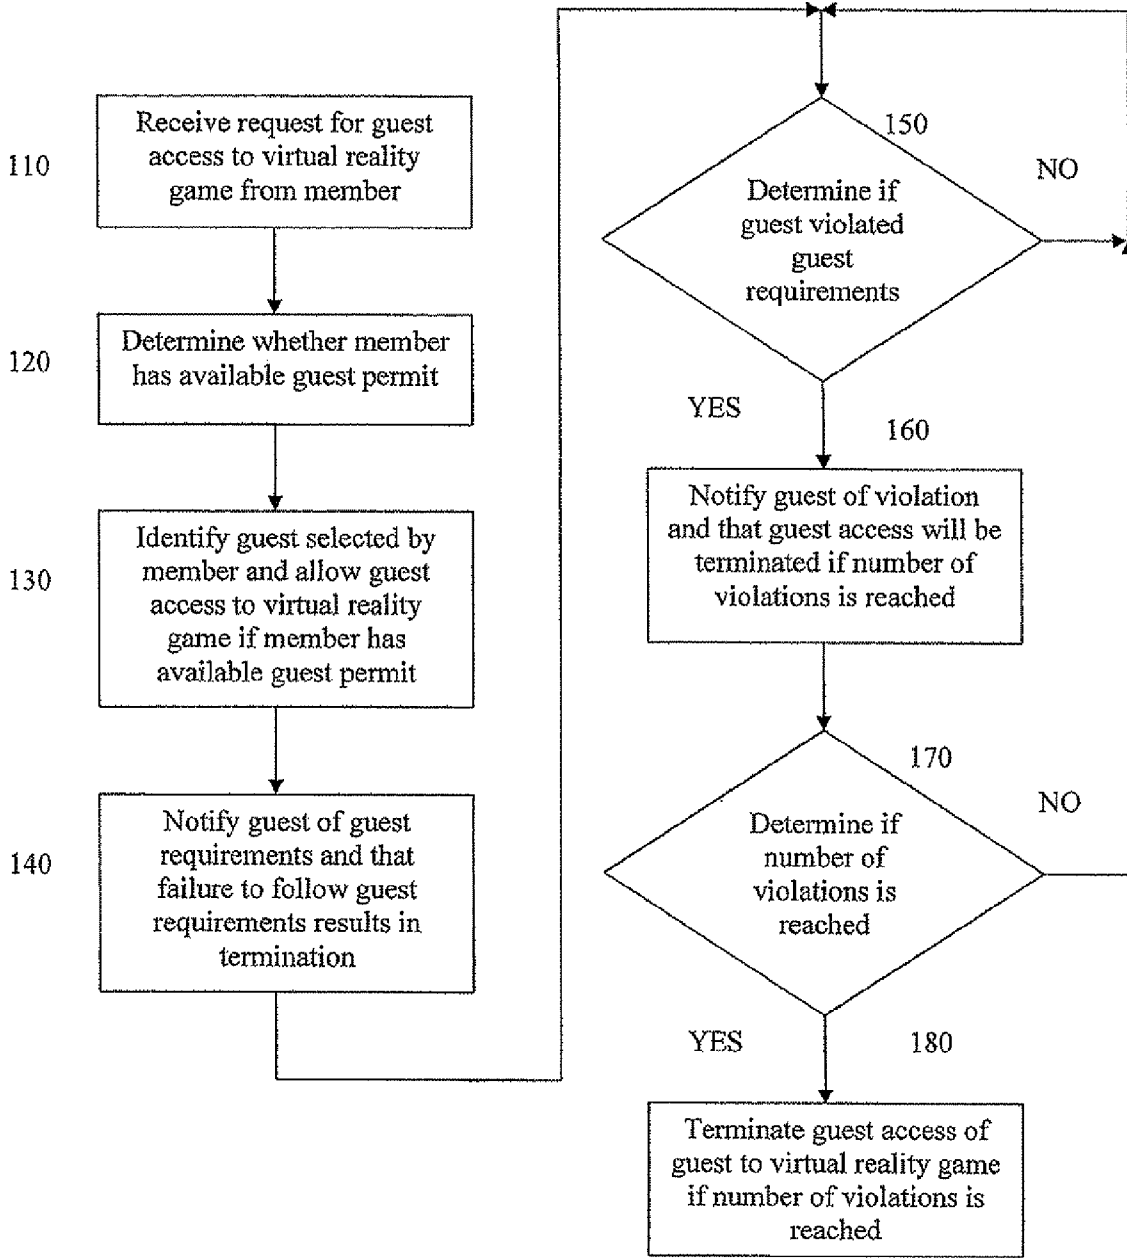 110
Receive request for guest
access to virtual reality
game from member
120
Determine whether member
has available guest permit
130
Identify guest selected by
member and allow guest
access to virtual reality
game if member has
available guest permit
140
Notify guest of guest
requirements and that
failure to follow guest
requirements results in
termination
150
Determine if
guest violated
guest
requirements
NO
YES
160
Notify guest of violation
and that guest access will be
terminated if number of
violations is reached
170
Determine if
number of
violations is
reached
NO
YES
180
Terminate guest access of
guest to virtual reality game
if number of violations is
reached